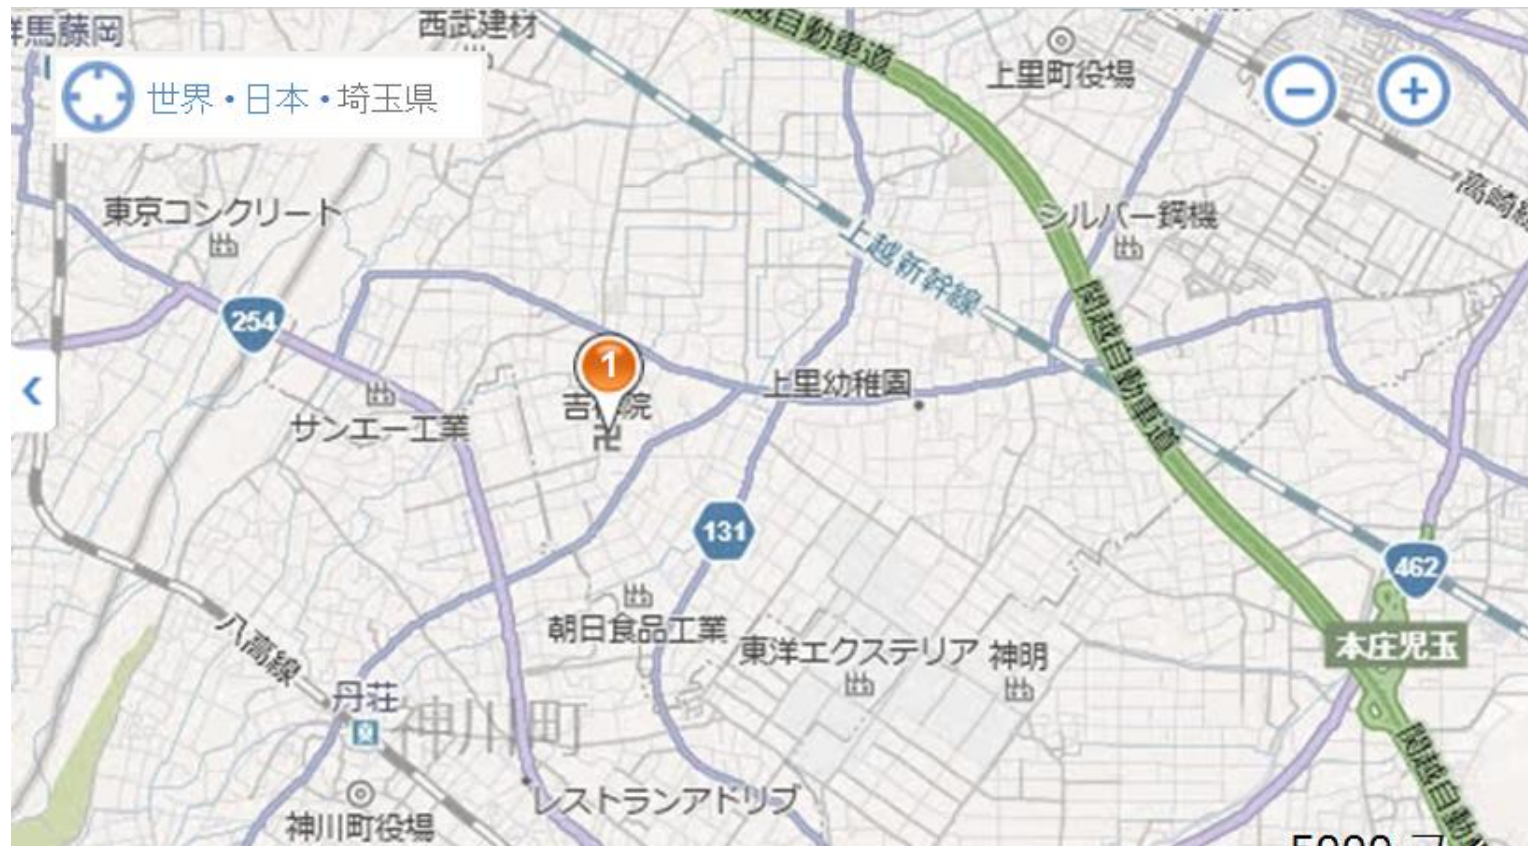 馬藤岡
西武建材
自動車道
上里町役場
世界・日本・埼玉県
東京コンクリート
シルバー鋼機
高崎線
上越新幹線
254
関越自動車道
1
上里幼稚園
吉
院
サンエー工業
131
462
朝日食品工業
本庄児玉
東洋エクステリア
神明
八高線
丹荘
神川町
関越自動
レストランアドリブ
神川町役場
5000